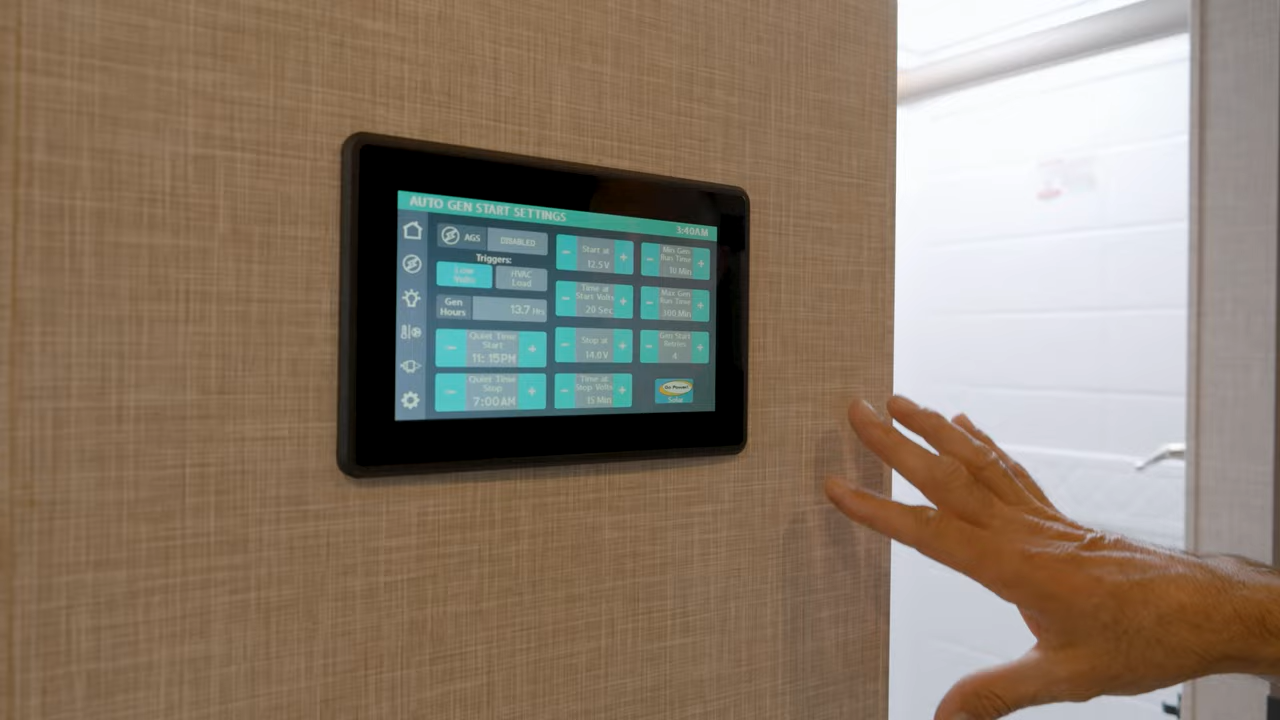 AUTO GEN START SETTINGS
3:40AM
AGS
DISABLED
Triggers:
Low
Volts
HVAC
Load
Gen
Hours
13.7 Hrs
Quiet Time
Start
11: 15PM
Quiet Time
Stop
7:00AM
Start at
12.5V
Time at
Start Volts
20 Sec
Stop at
14.0V
Time at
Stop Volts
15 Min
Min Gen
Run Time
10 Min
Max Gen
Run Time
300 Min
Gen Start
Retries
4
Go Power!
Solar